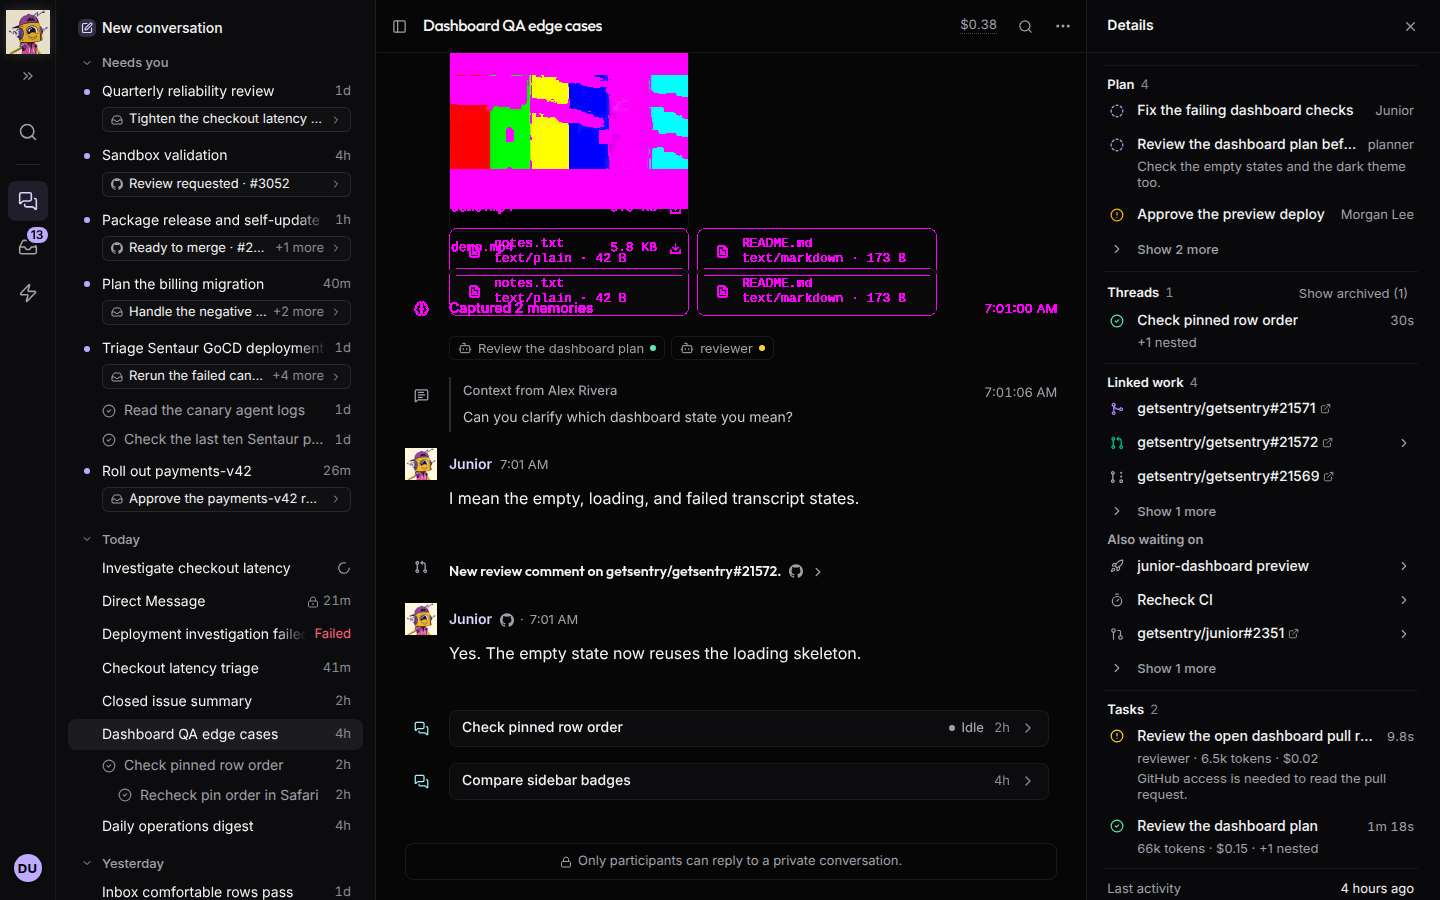 New conversation
Needs you
Quarterly reliability review 1d
Tighten the checkout latency ...
Sandbox validation 4h
Review requested · #3052
Package release and self-update 1h
Ready to merge · #2... +1 more
Plan the billing migration 40m
Handle the negative ... +2 more
Triage Sentaur GoCD deployment 1d
Rerun the failed can... +4 more
Read the canary agent logs 1d
Check the last ten Sentaur p... 1d
Roll out payments-v42 26m
Approve the payments-v42 r...
Today
Investigate checkout latency
Direct Message 21m
Deployment investigation failed Failed
Checkout latency triage 41m
Closed issue summary 2h
Dashboard QA edge cases 4h
Check pinned row order 2h
Recheck pin order in Safari 2h
Daily operations digest 4h
Yesterday
Inbox comfortable rows pass 1d
13
DU
Dashboard QA edge cases $0.38
demo.mp4 5.8 KB
notes.txt
text/plain · 42 B
README.md
text/markdown · 173 B
notes.txt
text/plain · 42 B
README.md
text/markdown · 173 B
Captured 2 memories 7:01:00 AM
Review the dashboard plan
reviewer
Context from Alex Rivera 7:01:06 AM
Can you clarify which dashboard state you mean?
Junior 7:01 AM
I mean the empty, loading, and failed transcript states.
New review comment on getsentry/getsentry#21572.
Junior · 7:01 AM
Yes. The empty state now reuses the loading skeleton.
Check pinned row order Idle 2h
Compare sidebar badges 4h
Only participants can reply to a private conversation.
Details
Plan 4
Fix the failing dashboard checks Junior
Review the dashboard plan bef... planner
Check the empty states and the dark theme
too.
Approve the preview deploy Morgan Lee
Show 2 more
Threads 1 Show archived (1)
Check pinned row order 30s
+1 nested
Linked work 4
getsentry/getsentry#21571
getsentry/getsentry#21572
getsentry/getsentry#21569
Show 1 more
Also waiting on
junior-dashboard preview
Recheck CI
getsentry/junior#2351
Show 1 more
Tasks 2
Review the open dashboard pull r... 9.8s
reviewer · 6.5k tokens · $0.02
GitHub access is needed to read the pull
request.
Review the dashboard plan 1m 18s
66k tokens · $0.15 · +1 nested
Last activity 4 hours ago